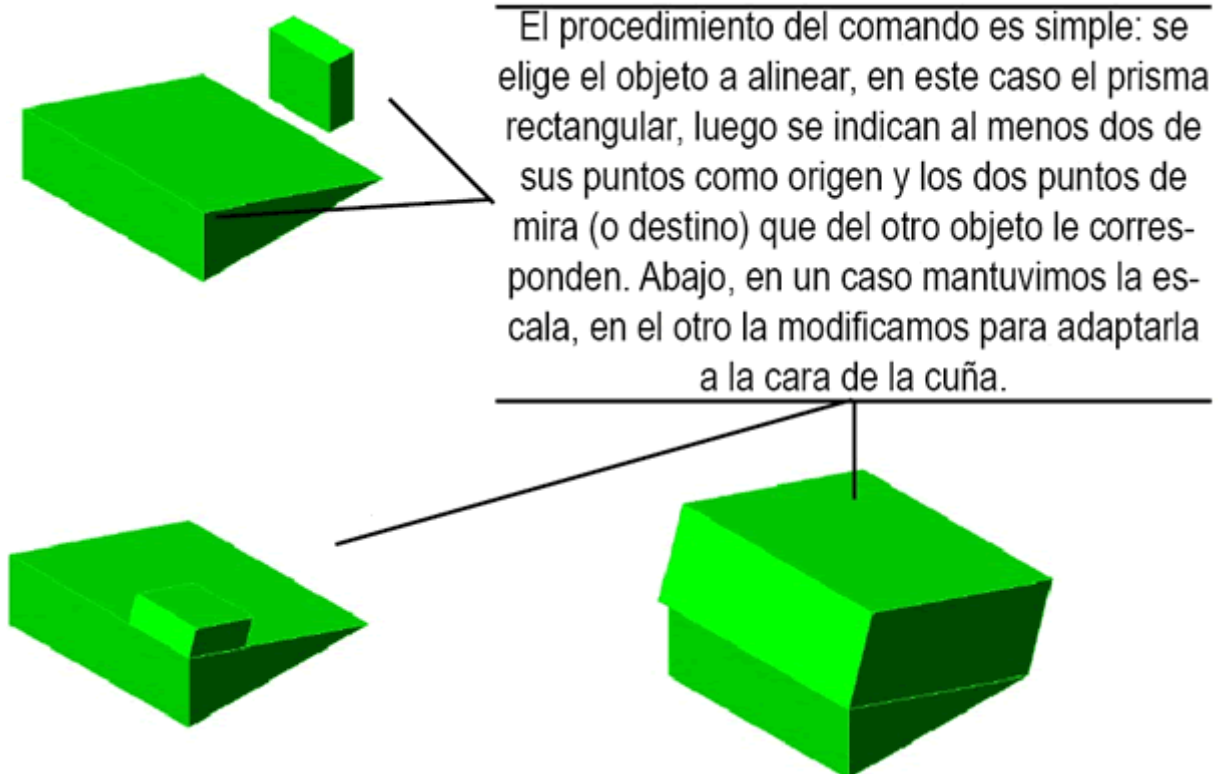 El procedimiento del comando es simple: se
elige el objeto a alinear, en este caso el prisma
rectangular, luego se indican al menos dos de
sus puntos como origen y los dos puntos de
mira (o destino) que del otro objeto le corres-
ponden. Abajo, en un caso mantuvimos la es-
cala, en el otro la modificamos para adaptarla
a la cara de la cuña.